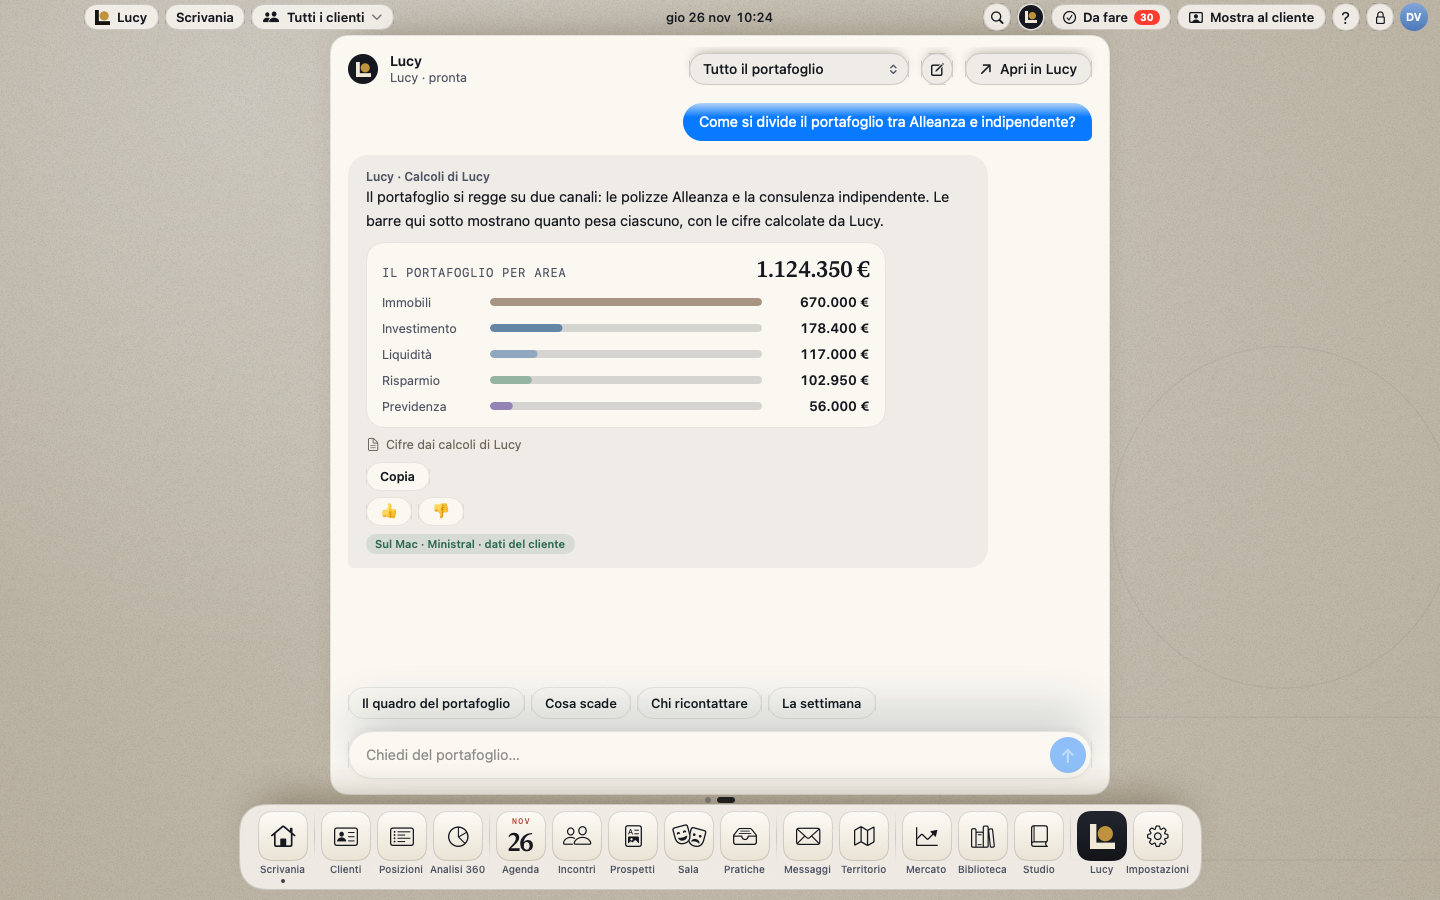 Lucy
Scrivania
Tutti i clienti
gio 26 nov 10:24
Da fare 30
Mostra al cliente
?
DV
Lucy
Lucy · pronta
Tutto il portafoglio
Apri in Lucy
Come si divide il portafoglio tra Alleanza e indipendente?
Lucy · Calcoli di Lucy
Il portafoglio si regge su due canali: le polizze Alleanza e la consulenza indipendente. Le
barre qui sotto mostrano quanto pesa ciascuno, con le cifre calcolate da Lucy.
IL PORTAFOGLIO PER AREA 1.124.350 €
Immobili 670.000 €
Investimento 178.400 €
Liquidità 117.000 €
Risparmio 102.950 €
Previdenza 56.000 €
Cifre dai calcoli di Lucy
Copia
Sul Mac · Ministral · dati del cliente
Il quadro del portafoglio
Cosa scade
Chi ricontattare
La settimana
Chiedi del portafoglio...
NOV
26
Scrivania
Clienti
Posizioni
Analisi 360
Agenda
Incontri
Prospetti
Sala
Pratiche
Messaggi
Territorio
Mercato
Biblioteca
Studio
Lucy
Impostazioni